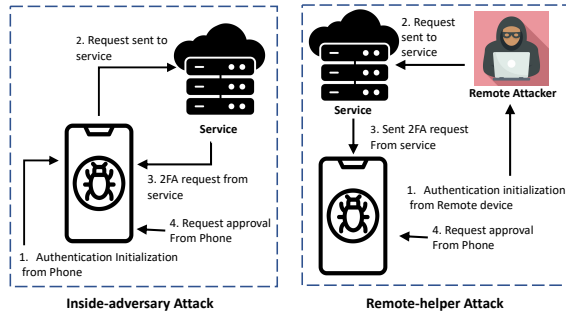 2. Request sent to
service
Service
3. 2FA request from
service
4. Request approval
From Phone
1. Authentication Initialization
from Phone
Inside-adversary Attack
2. Request
sent to
service
Remote Attacker
Service
3. Sent 2FA request
From service
1. Authentication initialization
from Remote device
4. Request approval
From Phone
Remote-helper Attack